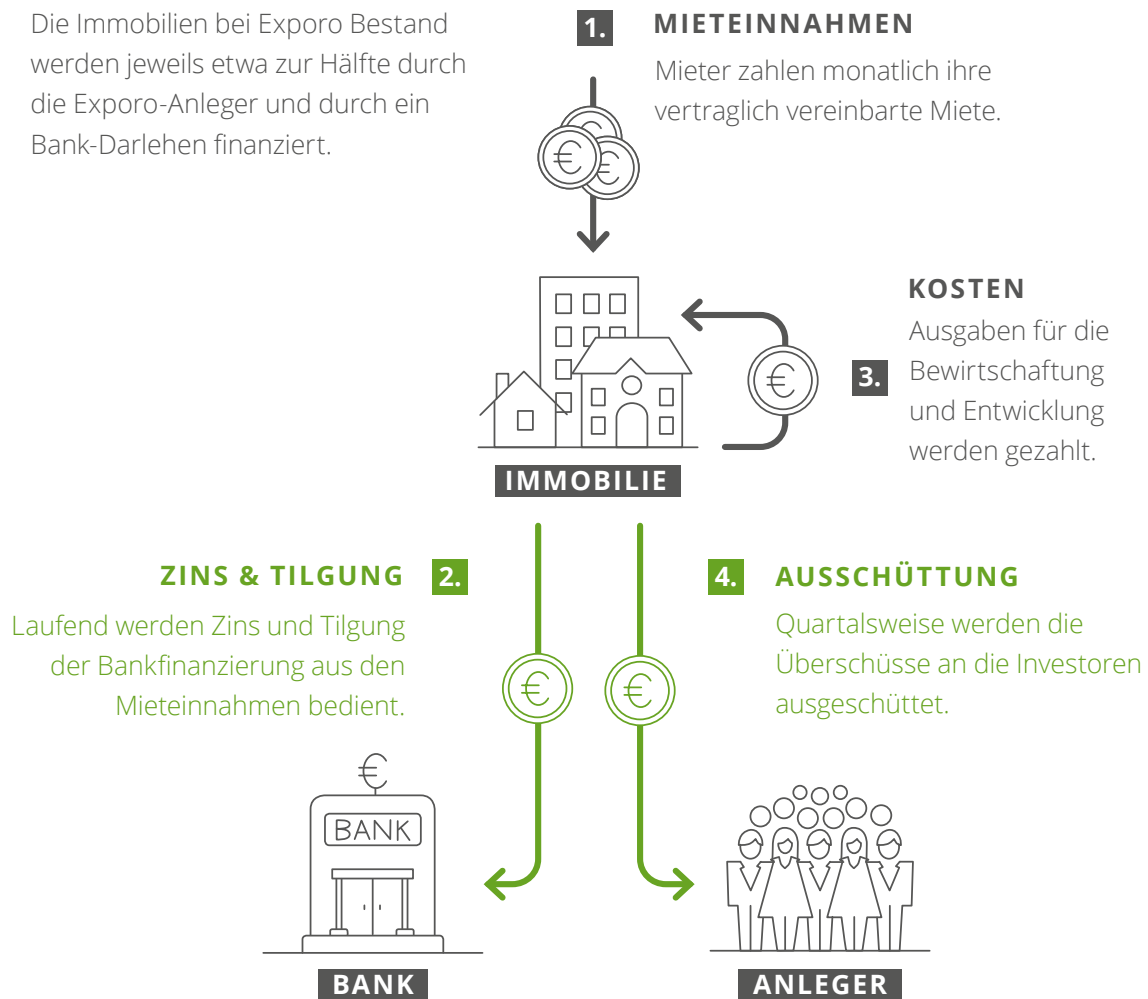 Die Immobilien bei Exporo Bestand
werden jeweils etwa zur Hälfte durch
die Exporo-Anleger und durch ein
Bank-Darlehen finanziert.
1. MIETEINNAHMEN
Mieter zahlen monatlich ihre
vertraglich vereinbarte Miete.
€
€
€
KOSTEN
3.
Ausgaben für die
Bewirtschaftung
und Entwicklung
werden gezahlt.
€
IMMOBILIE
ZINS & TILGUNG 2.
Laufend werden Zins und Tilgung
der Bankfinanzierung aus den
Mieteinnahmen bedient.
€
4. AUSSCHÜTTUNG
Quartalsweise werden die
Überschüsse an die Investoren
ausgeschüttet.
€
€
BANK
BANK
ANLEGER